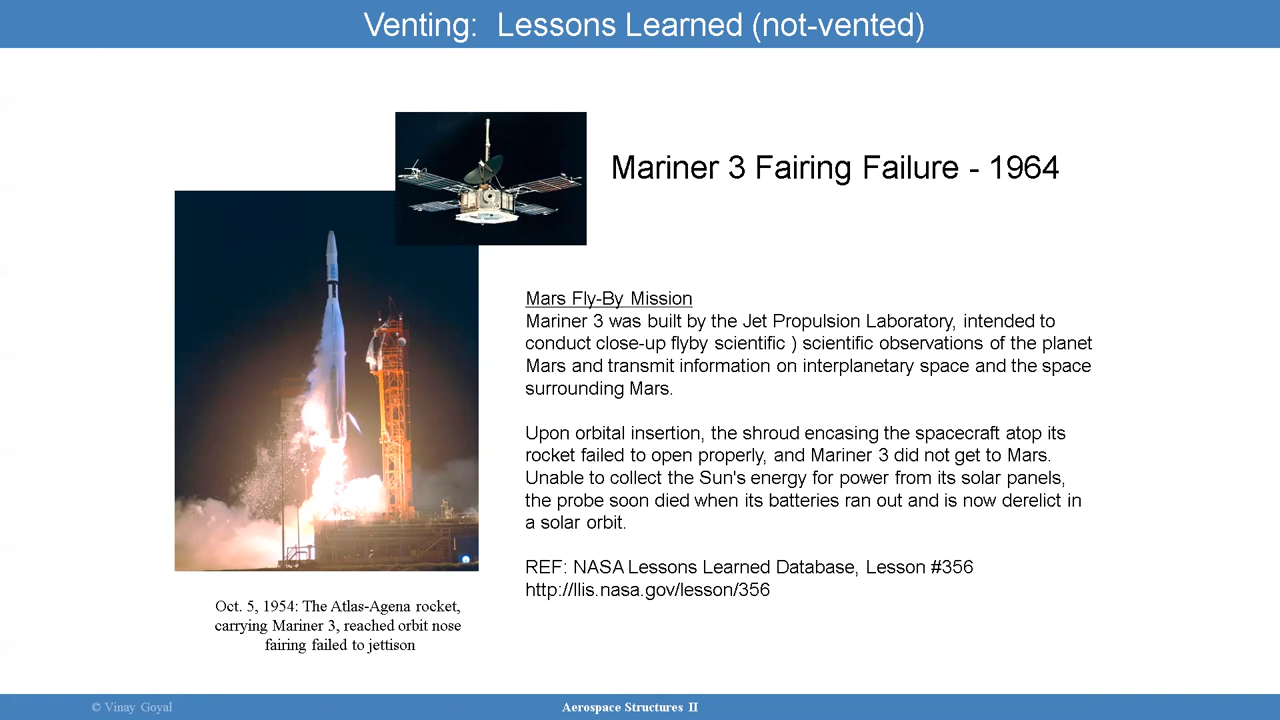 Venting: Lessons Learned (not-vented)
Mariner 3 Fairing Failure - 1964
Mars Fly-By Mission
Mariner 3 was built by the Jet Propulsion Laboratory, intended to
conduct close-up flyby scientific ) scientific observations of the planet
Mars and transmit information on interplanetary space and the space
surrounding Mars.
Upon orbital insertion, the shroud encasing the spacecraft atop its
rocket failed to open properly, and Mariner 3 did not get to Mars.
Unable to collect the Sun's energy for power from its solar panels,
the probe soon died when its batteries ran out and is now derelict in
a solar orbit.
REF: NASA Lessons Learned Database, Lesson #356
http://llis.nasa.gov/lesson/356
Oct. 5, 1954: The Atlas-Agena rocket,
carrying Mariner 3, reached orbit nose
fairing failed to jettison
© Vinay Goyal
Aerospace Structures II